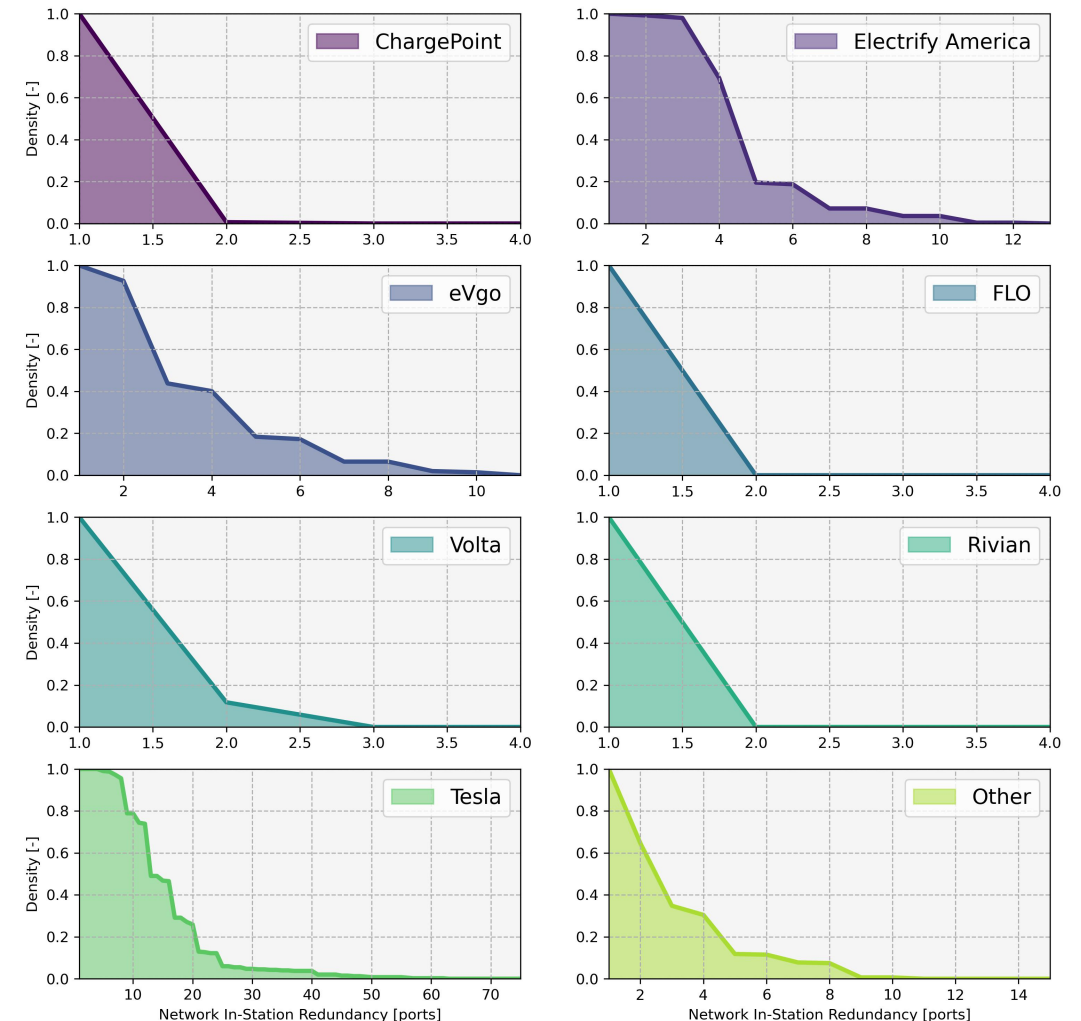 ChargePoint
Density [-]
1.0
0.8
0.6
0.4
0.2
0.0
1.0 1.5 2.0 2.5 3.0 3.5 4.0
Electrify America
1.0
0.8
0.6
0.4
0.2
0.0
2 4 6 8 10 12
eVgo
Density [-]
1.0
0.8
0.6
0.4
0.2
0.0
2 4 6 8 10
FLO
1.0
0.8
0.6
0.4
0.2
0.0
1.0 1.5 2.0 2.5 3.0 3.5 4.0
Volta
Density [-]
1.0
0.8
0.6
0.4
0.2
0.0
1.0 1.5 2.0 2.5 3.0 3.5 4.0
Rivian
1.0
0.8
0.6
0.4
0.2
0.0
1.0 1.5 2.0 2.5 3.0 3.5 4.0
Tesla
Density [-]
1.0
0.8
0.6
0.4
0.2
0.0
10 20 30 40 50 60 70
Network In-Station Redundancy [ports]
Other
1.0
0.8
0.6
0.4
0.2
0.0
2 4 6 8 10 12 14
Network In-Station Redundancy [ports]